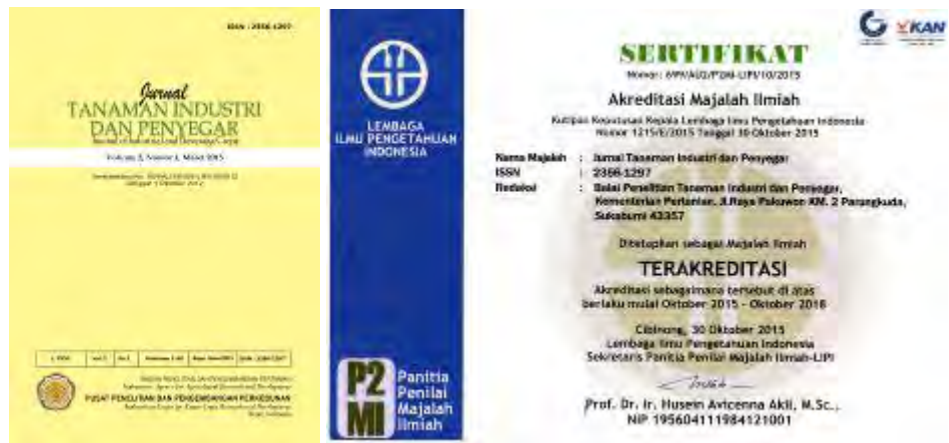 ISSN : 2356-1297
Jurnal
TANAMAN INDUSTRI
DAN PENYEGAR
Volume 2, Nomor 1, Maret 2015
PUSAT PENELITIAN DAN PENGEMBANGAN PERKEBUNAN
LEMBAGA
ILMU PENGETAHUAN
INDONESIA
P2
MI
Panitia
Penilai
Majalah
Ilmiah
KAN
SERTIFIKAT
Akreditasi Majalah Ilmiah
Kutipan Keputusan Kepala Lembaga Ilmu Pengetahuan Indonesia
Nomor 1215/E/2015 Tanggal 30 Oktober 2015
Nama Majalah : Jurnal Tanaman Industri dan Penyegar
ISSN : 2356-1297
Redaksi : Balai Penelitian Tanaman Industri dan Penyegar,
Kementerian Pertanian, Jl.Raya Pakuwon KM. 2 Parangkuda,
Sukabumi 43357
Ditetapkan sebagai Majalah Ilmiah
TERAKREDITASI
Akreditasi sebagaimana tersebut di atas
berlaku mulai Oktober 2015 - Oktober 2018
Cibinong, 30 Oktober 2015
Lembaga Ilmu Pengetahuan Indonesia
Sekretaris Panitia Penilai Majalah Ilmiah-LIPI
Prof. Dr. Ir. Husein Avicenna Akil, M.Sc.,
NIP 195604111984121001